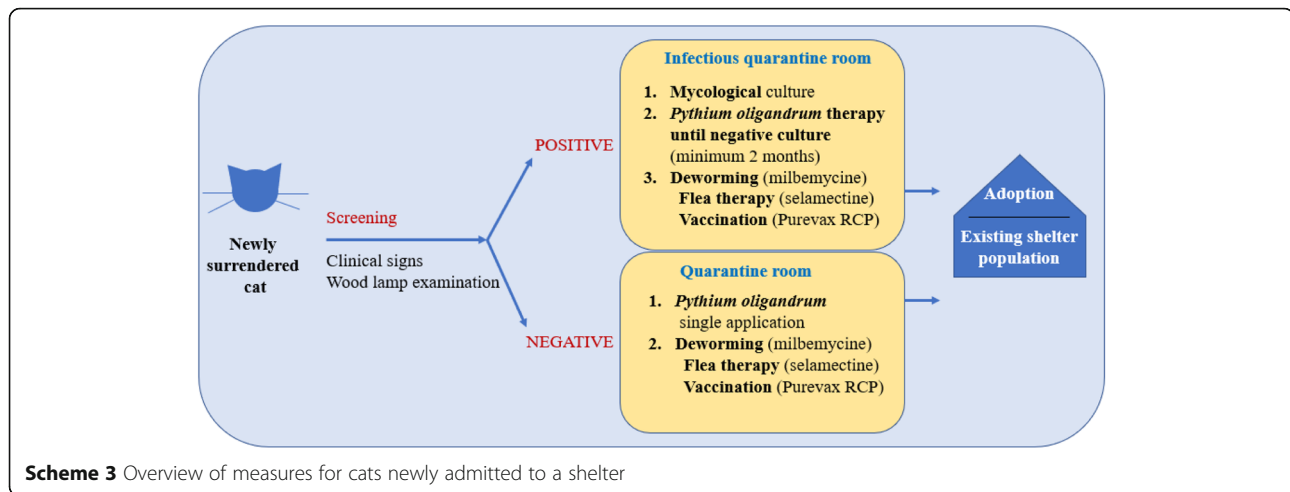 Newly
surrendered
cat
Screening
Clinical signs
Wood lamp examination
POSITIVE
NEGATIVE
Infectious quarantine room
1. Mycological culture
2. Pythium oligandrum therapy
until negative culture
(minimum 2 months)
3. Deworming (milbemycine)
Flea therapy (selamectine)
Vaccination (Purevax RCP)
Quarantine room
1. Pythium oligandrum
single application
2. Deworming (milbemycine)
Flea therapy (selamectine)
Vaccination (Purevax RCP)
Adoption
Existing shelter
population
Scheme 3 Overview of measures for cats newly admitted to a shelter